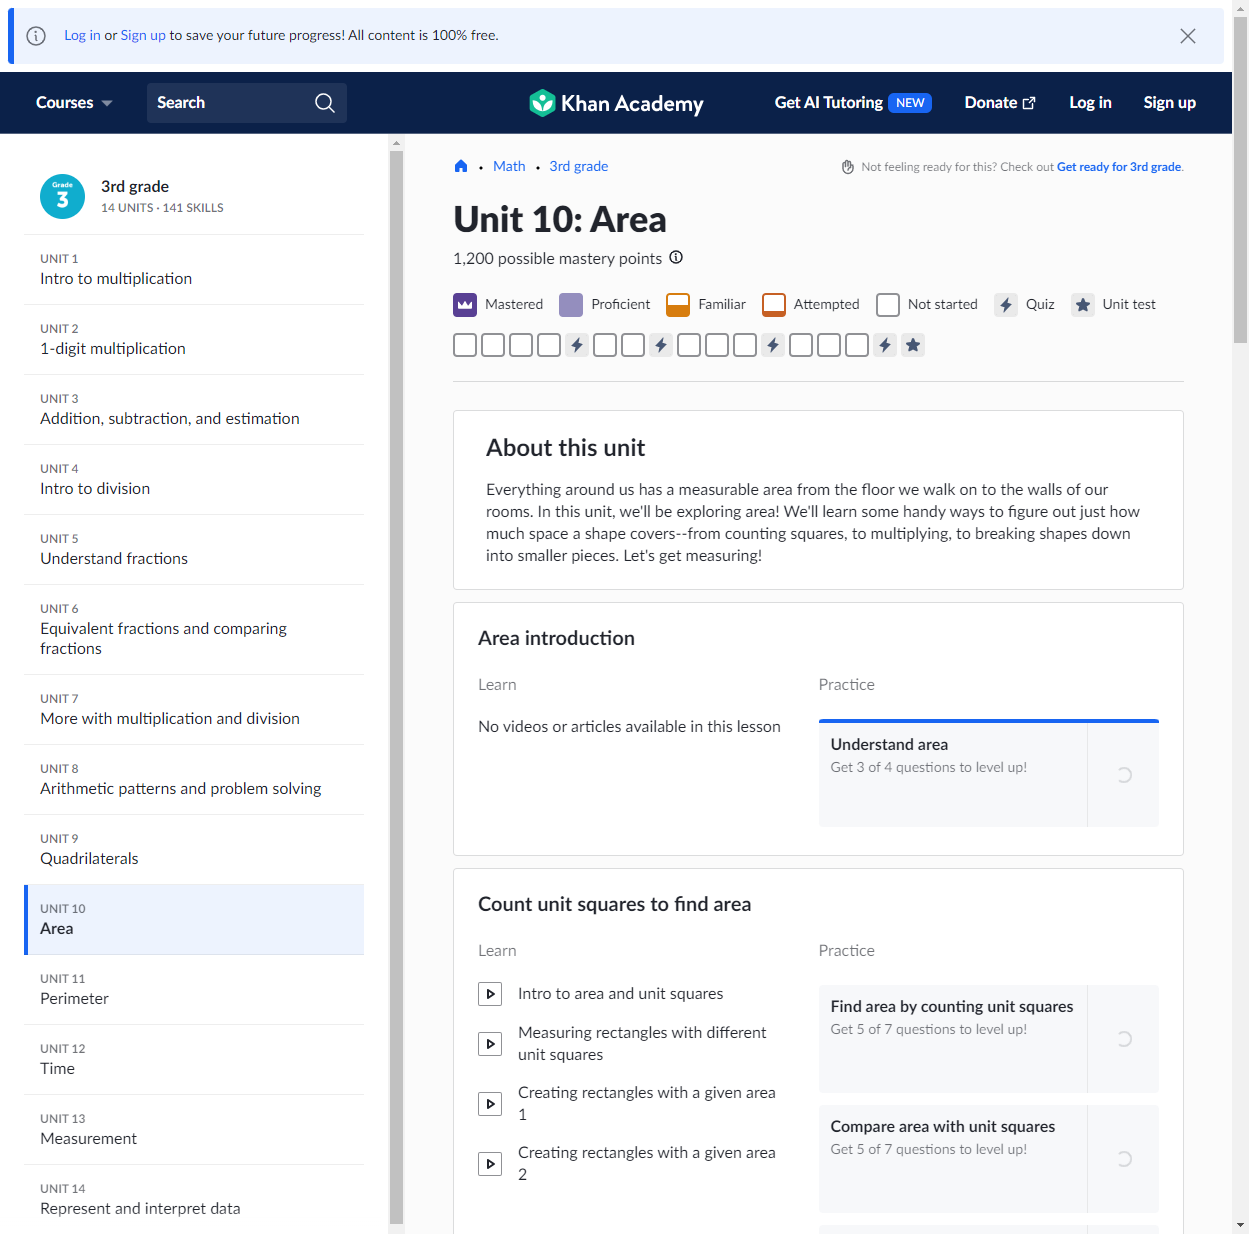 Log in or Sign up to save your future progress! All content is 100% free.
Courses
Search
Khan Academy
Get AI Tutoring NEW
Donate
Log in
Sign up
Grade
3
3rd grade
14 UNITS · 141 SKILLS
UNIT 1
Intro to multiplication
UNIT 2
1-digit multiplication
UNIT 3
Addition, subtraction, and estimation
UNIT 4
Intro to division
UNIT 5
Understand fractions
UNIT 6
Equivalent fractions and comparing
fractions
UNIT 7
More with multiplication and division
UNIT 8
Arithmetic patterns and problem solving
UNIT 9
Quadrilaterals
UNIT 10
Area
UNIT 11
Perimeter
UNIT 12
Time
UNIT 13
Measurement
UNIT 14
Represent and interpret data
Math • 3rd grade
Not feeling ready for this? Check out Get ready for 3rd grade.
Unit 10: Area
1,200 possible mastery points
Mastered
Proficient
Familiar
Attempted
Not started
Quiz
Unit test
About this unit
Everything around us has a measurable area from the floor we walk on to the walls of our
rooms. In this unit, we'll be exploring area! We'll learn some handy ways to figure out just how
much space a shape covers--from counting squares, to multiplying, to breaking shapes down
into smaller pieces. Let's get measuring!
Area introduction
Learn
No videos or articles available in this lesson
Practice
Understand area
Get 3 of 4 questions to level up!
Count unit squares to find area
Learn
Intro to area and unit squares
Measuring rectangles with different
unit squares
Creating rectangles with a given area
1
Creating rectangles with a given area
2
Practice
Find area by counting unit squares
Get 5 of 7 questions to level up!
Compare area with unit squares
Get 5 of 7 questions to level up!